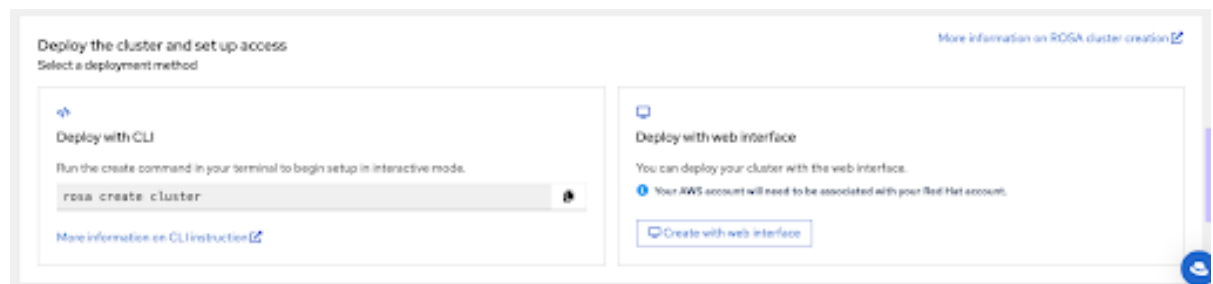 Deploy the cluster and set up access
More information on ROSA cluster creation
Select a deployment method
Deploy with CLI
Run the create command in your terminal to begin setup in interactive mode.
rosa create cluster
More information on CLI instruction
Deploy with web interface
You can deploy your cluster with the web interface.
Your AWS account will need to be associated with your Red Hat account.
Create with web interface